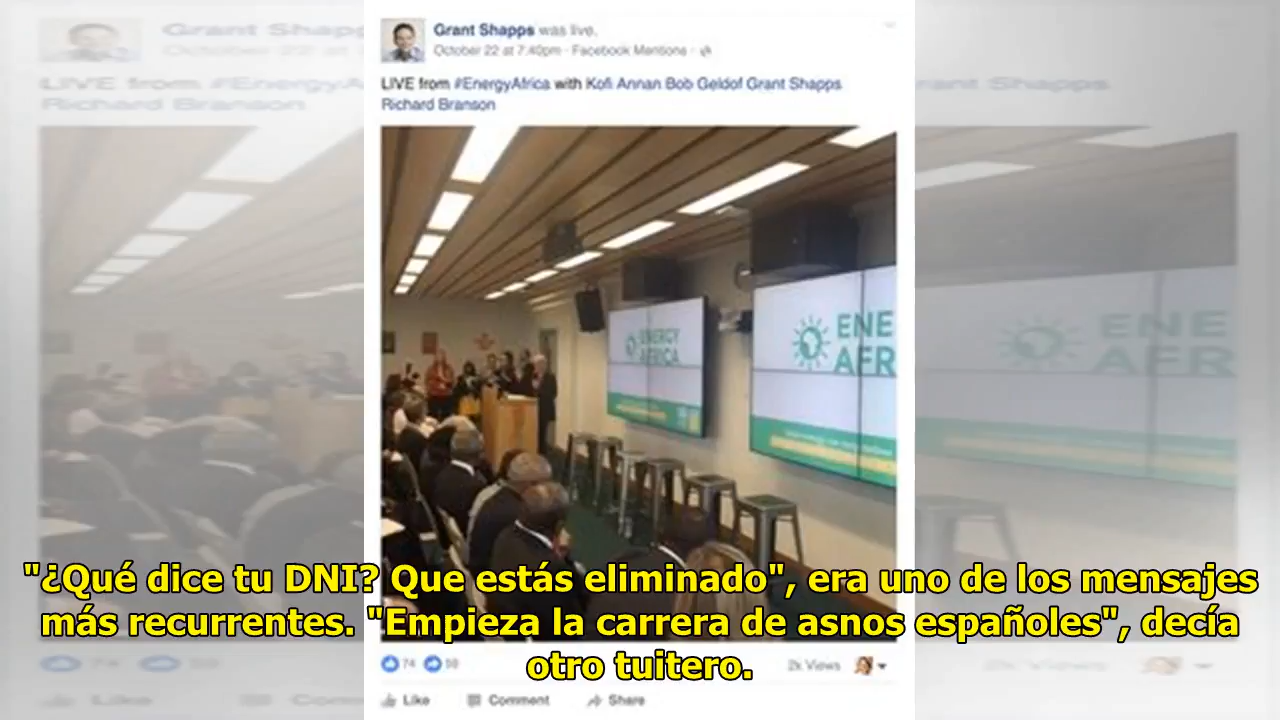 Grant Shapps was live.
October 22 at 7:40pm · Facebook Mentions ·
LIVE from #EnergyAfrica with Kofi Annan Bob Geldof Grant Shapps
Richard Branson
ENERGY
AFRICA
ENE
AFR
"¿Qué dice tu DNI? Que estás eliminado", era uno de los mensajes
más recurrentes. "Empieza la carrera de asnos españoles", decía
otro tuitero.
74
2k Views
Like Comment Share